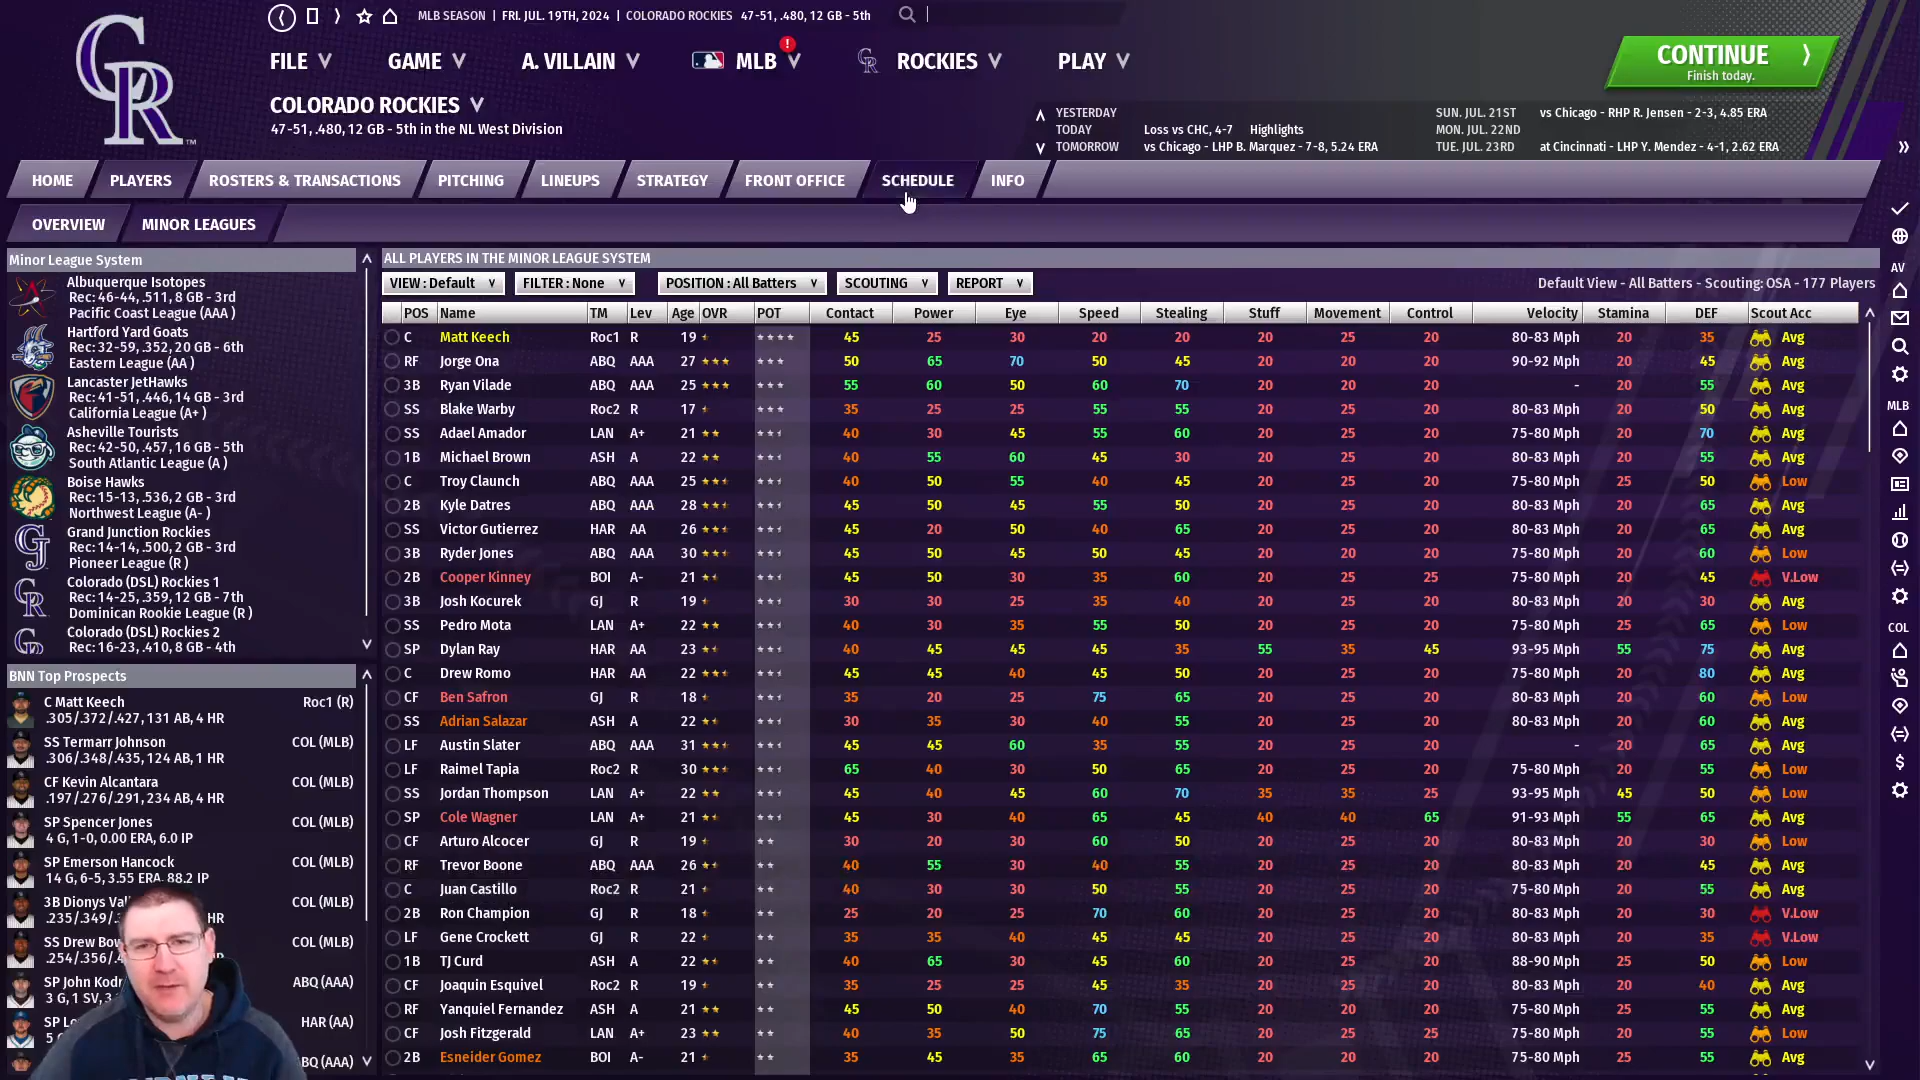 MLB SEASON | FRI. JUL. 19TH, 2024 | COLORADO ROCKIES 47-51, .480, 12 GB - 5th
FILE GAME A. VILLAIN MLB ! ROCKIES PLAY
CONTINUE
Finish today.
COLORADO ROCKIES
47-51, .480, 12 GB - 5th in the NL West Division
YESTERDAY
TODAY Loss vs CHC, 4-7 Highlights
TOMORROW vs Chicago - LHP B. Marquez - 7-8, 5.24 ERA
SUN. JUL. 21ST vs Chicago - RHP R. Jensen - 2-3, 4.85 ERA
MON. JUL. 22ND
TUE. JUL. 23RD at Cincinnati - LHP Y. Mendez - 4-1, 2.62 ERA
HOME PLAYERS ROSTERS & TRANSACTIONS PITCHING LINEUPS STRATEGY FRONT OFFICE SCHEDULE INFO
OVERVIEW MINOR LEAGUES
Minor League System
Albuquerque Isotopes
Rec: 46-44, .511, 8 GB - 3rd
Pacific Coast League (AAA )
Hartford Yard Goats
Rec: 32-59, .352, 20 GB - 6th
Eastern League (AA )
Lancaster JetHawks
Rec: 41-51, .446, 14 GB - 3rd
California League (A+ )
Asheville Tourists
Rec: 42-50, .457, 16 GB - 5th
South Atlantic League (A )
Boise Hawks
Rec: 15-13, .536, 2 GB - 3rd
Northwest League (A- )
Grand Junction Rockies
Rec: 14-14, .500, 2 GB - 3rd
Pioneer League (R )
Colorado (DSL) Rockies 1
Rec: 14-25, .359, 12 GB - 7th
Dominican Rookie League (R )
Colorado (DSL) Rockies 2
Rec: 16-23, .410, 8 GB - 4th
BNN Top Prospects
C Matt Keech Roc1 (R)
.305/.372/.427, 131 AB, 4 HR
SS Termarr Johnson COL (MLB)
.306/.348/.435, 124 AB, 1 HR
CF Kevin Alcantara COL (MLB)
.197/.276/.291, 234 AB, 4 HR
SP Spencer Jones COL (MLB)
4 G, 1-0, 0.00 ERA, 6.0 IP
SP Emerson Hancock COL (MLB)
14 G, 6-5, 3.55 ERA, 88.2 IP
3B Dionys COL (MLB)
.235/.349/ HR
SS Drew COL (MLB)
.254/.356/
SP John ABQ (AAA)
3 G, 1 SV,
SP HAR (AA)
ALL PLAYERS IN THE MINOR LEAGUE SYSTEM
VIEW : Default FILTER : None POSITION : All Batters SCOUTING REPORT Default View - All Batters - Scouting: OSA - 177 Players
POS Name TM Lev Age OVR POT Contact Power Eye Speed Stealing Stuff Movement Control Velocity Stamina DEF Scout Acc
C Matt Keech Roc1 R 19 45 25 30 20 20 20 25 20 80-83 Mph 20 35 Avg
RF Jorge Ona ABQ AAA 27 50 65 70 50 45 20 25 20 90-92 Mph 20 45 Avg
3B Ryan Vilade ABQ AAA 25 55 60 50 60 70 20 25 20 - 20 55 Avg
SS Blake Warby Roc2 R 17 35 25 25 55 55 20 25 20 80-83 Mph 20 50 Avg
SS Adael Amador LAN A+ 21 40 30 45 55 60 20 25 20 75-80 Mph 20 70 Avg
1B Michael Brown ASH A 22 40 55 60 45 30 20 25 20 80-83 Mph 20 55 Avg
C Troy Claunch ABQ AAA 25 40 50 55 40 45 20 25 20 75-80 Mph 20 50 Low
2B Kyle Datres ABQ AAA 28 45 50 45 55 50 20 25 20 80-83 Mph 20 65 Avg
SS Victor Gutierrez HAR AA 26 45 20 50 40 65 20 25 20 80-83 Mph 20 65 Avg
3B Ryder Jones ABQ AAA 30 45 50 45 50 45 20 25 20 75-80 Mph 20 60 Low
2B Cooper Kinney BOI A- 21 45 50 30 35 60 20 25 25 75-80 Mph 20 45 V.Low
3B Josh Kocurek GJ R 19 30 30 25 35 40 20 25 20 80-83 Mph 20 30 Avg
SS Pedro Mota LAN A+ 22 40 30 35 55 50 20 25 20 75-80 Mph 25 65 Low
SP Dylan Ray HAR AA 23 40 45 45 45 35 55 35 45 93-95 Mph 55 75 Avg
C Drew Romo HAR AA 22 45 45 40 45 45 20 25 20 75-80 Mph 20 80 Avg
CF Ben Safron GJ R 18 35 20 25 75 65 20 25 20 80-83 Mph 20 60 Low
SS Adrian Salazar ASH A 22 30 35 30 40 55 20 25 20 80-83 Mph 20 60 Avg
LF Austin Slater ABQ AAA 31 45 45 60 35 55 20 25 20 - 20 65 Avg
LF Raimel Tapia Roc2 R 30 65 40 30 50 65 20 25 20 75-80 Mph 20 55 Low
SS Jordan Thompson LAN A+ 22 45 40 45 60 70 35 35 25 93-95 Mph 45 50 Low
SP Cole Wagner LAN A+ 21 45 30 40 65 45 40 40 65 91-93 Mph 55 65 Avg
CF Arturo Alcocer GJ R 19 30 20 30 60 50 20 25 20 80-83 Mph 20 30 Low
RF Trevor Boone ABQ AAA 26 40 55 30 40 55 20 25 20 80-83 Mph 20 45 Avg
C Juan Castillo Roc2 R 21 40 30 30 50 55 20 25 20 75-80 Mph 20 55 Avg
2B Ron Champion GJ R 18 25 20 25 70 60 20 25 20 80-83 Mph 20 30 V.Low
LF Gene Crockett GJ R 22 35 35 40 45 45 20 25 20 80-83 Mph 20 35 V.Low
1B TJ Curd ASH A 22 40 65 30 45 60 20 25 20 88-90 Mph 25 50 Low
CF Joaquin Esquivel Roc2 R 19 35 25 25 45 35 20 25 20 80-83 Mph 20 40 Avg
RF Yanquiel Fernandez ASH A 21 45 50 40 70 55 20 25 20 75-80 Mph 25 55 Avg
CF Josh Fitzgerald LAN A+ 23 40 35 50 75 65 20 25 20 75-80 Mph 20 55 Low
2B Esneider Gomez BOI A- 21 35 45 35 65 60 20 20 20 75-80 Mph 25 55 Avg
AV
MLB
COL